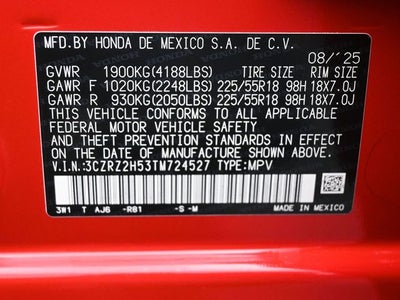 MFD.BY HONDA DE MEXICO S.A. DE C.V.
08/'25
GVWR 1900KG(4188LBS) TIRE SIZE RIM SIZE
GAWR F 1020KG(2248LBS) 225/55R18 98H 18X7.0J
GAWR R 930KG(2050LBS) 225/55R18 98H 18X7.0J
THIS VEHICLE CONFORMS TO ALL APPLICABLE
FEDERAL MOTOR VEHICLE SAFETY AND
THEFT PREVENTION STANDARDS IN EFFECT
ON THE DATE OF MANUFACTURE SHOWN ABOVE.
V.I.N.:3CZRZ2H53TM724527 TYPE:MPV
3W1 T AJ6 -R81 -S -M MADE IN MEXICO